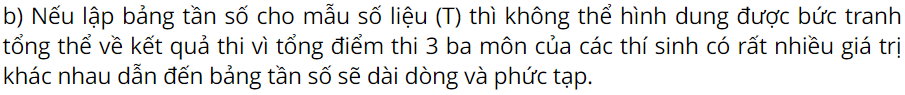 b) Nếu lập bảng tần số cho mẫu số liệu (T) thì không thể hình dung được bức tranh
tổng thể về kết quả thi vì tổng điểm thi 3 ba môn của các thí sinh có rất nhiều giá trị
khác nhau dẫn đến bảng tần số sẽ dài dòng và phức tạp.